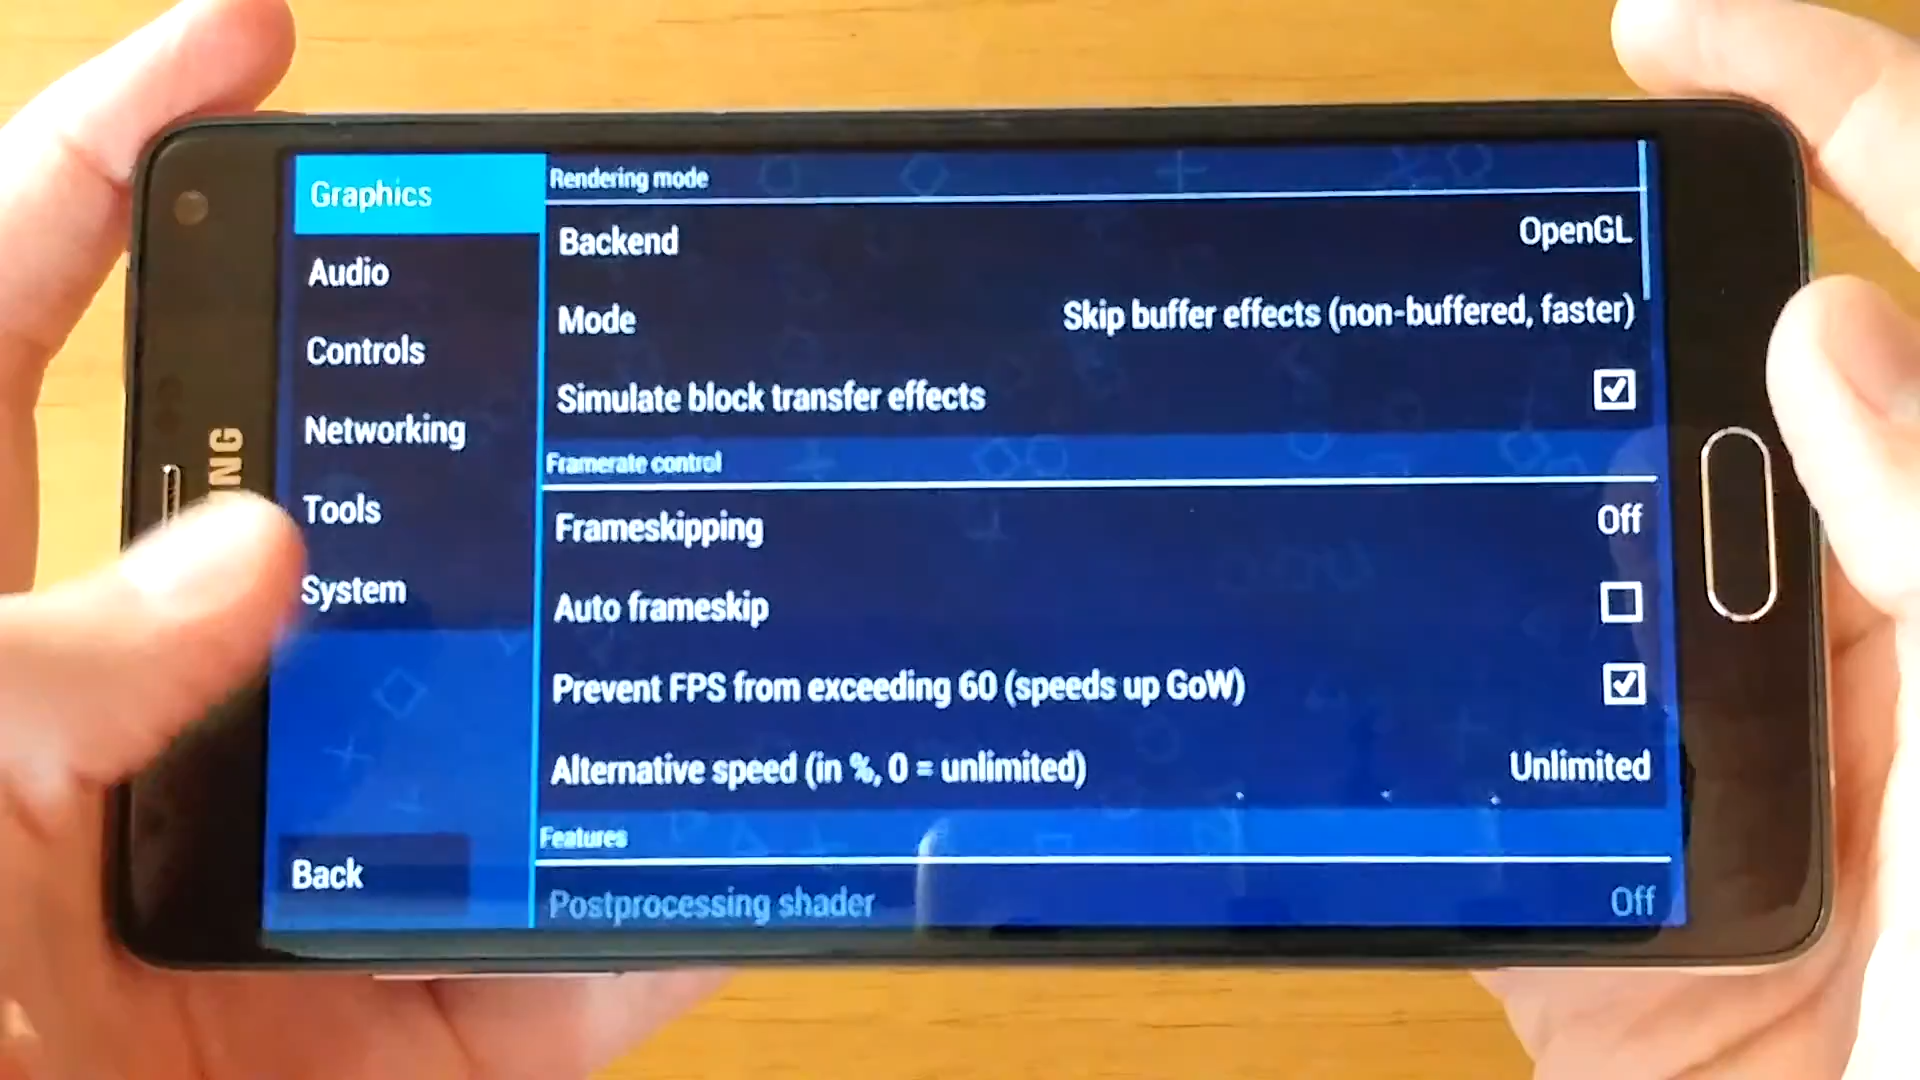 Graphics
Audio
Controls
Networking
Tools
System
Back
Rendering mode
Backend OpenGL
Mode Skip buffer effects (non-buffered, faster)
Simulate block transfer effects
Framerate control
Frameskipping Off
Auto frameskip
Prevent FPS from exceeding 60 (speeds up GoW)
Alternative speed (in %, 0 = unlimited) Unlimited
Features
Postprocessing shader Off